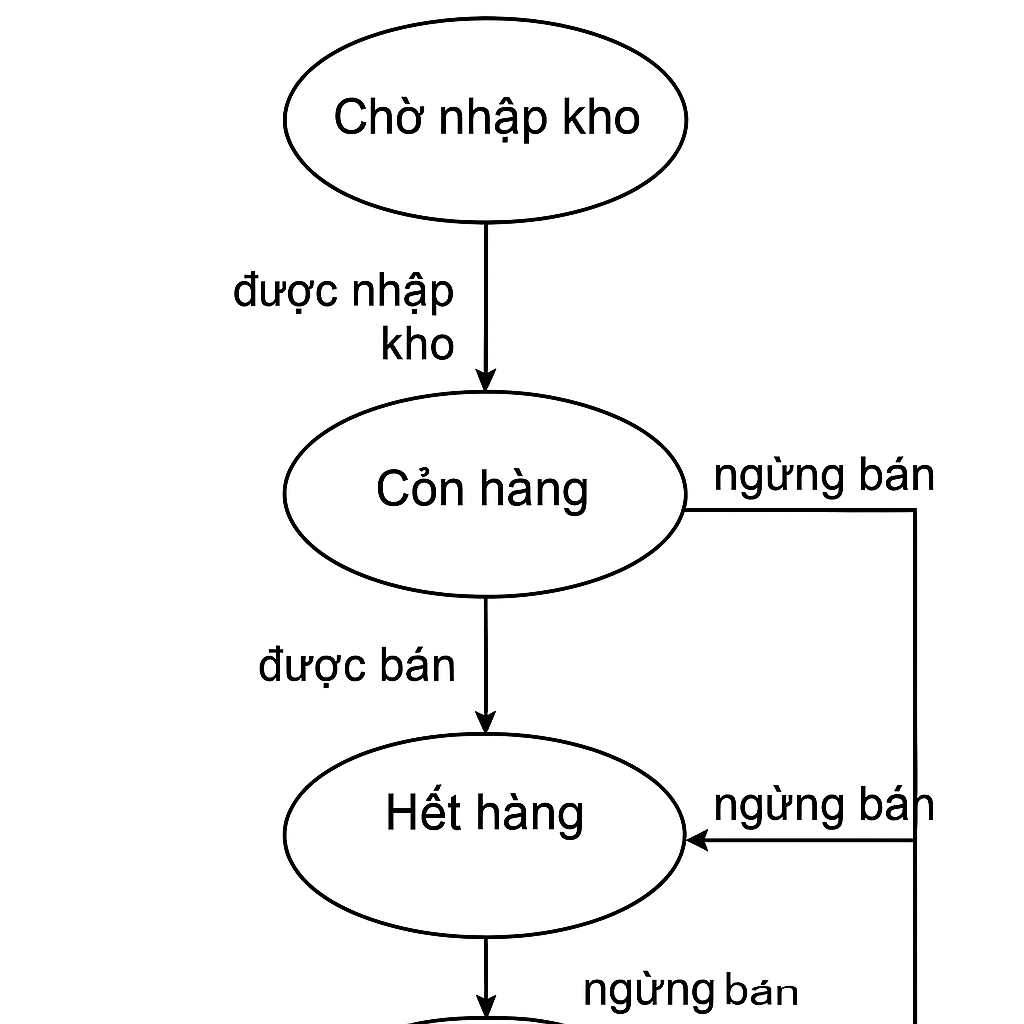 Chờ nhập kho
được nhập
kho
Cỏn hàng
ngừng bán
được bán
Hết hàng
ngừng bán
ngừng bán